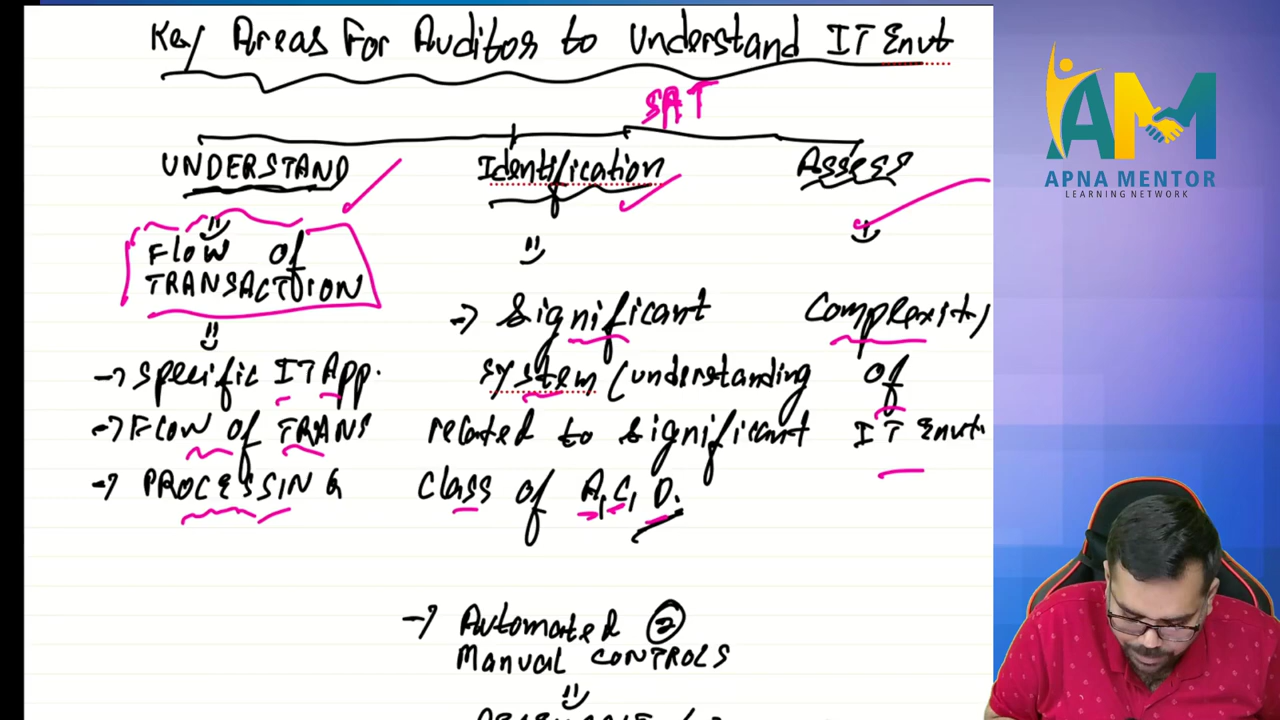 Key Areas For Auditor to Understand IT Envt
SAT
UNDERSTAND
Identification
Assess
Flow of
TRANSACTION
→ Specific IT App.
→ Flow of TRANS
→ PROCESSING
→ Significant
system (understanding
related to significant
class of A, C, D.
→ Automated &
Manual CONTROLS
Complexity
of
IT Envt.
AM
APNA MENTOR
LEARNING NETWORK